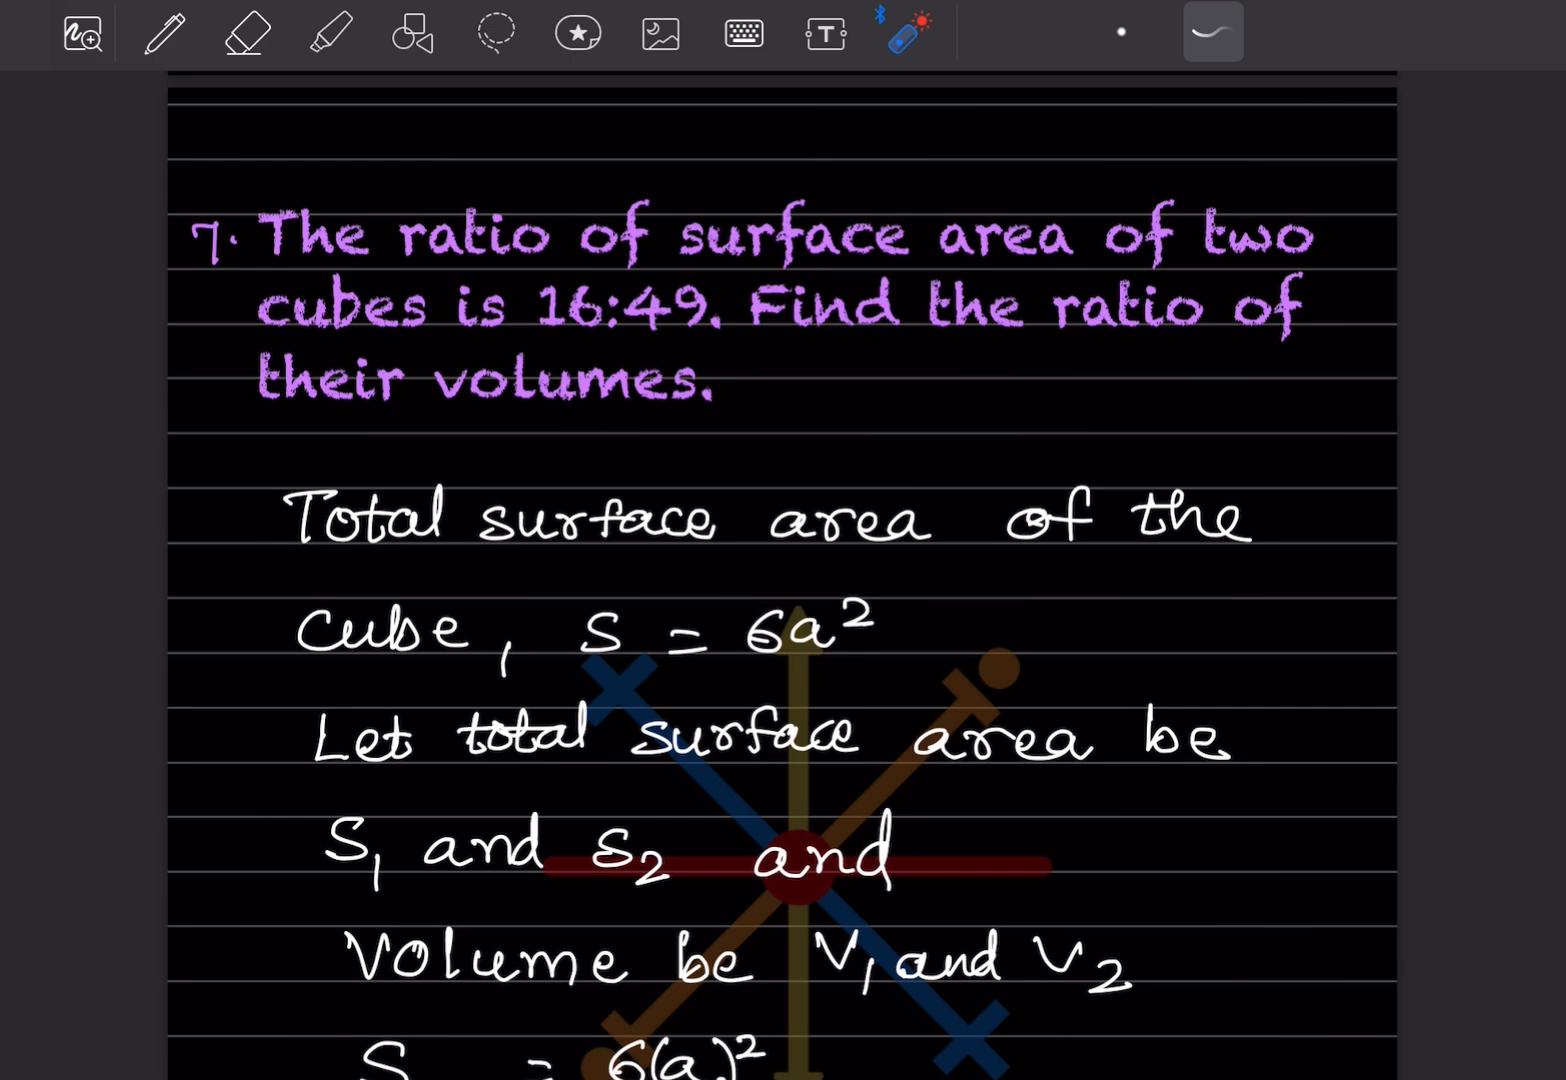 7. The ratio of surface area of two
cubes is 16:49. Find the ratio of
their volumes.
Total surface area of the
Cube, S = 6a²
Let total surface area be
S₁ and S₂ and
Volume be V₁ and V₂
S = 6(a)²